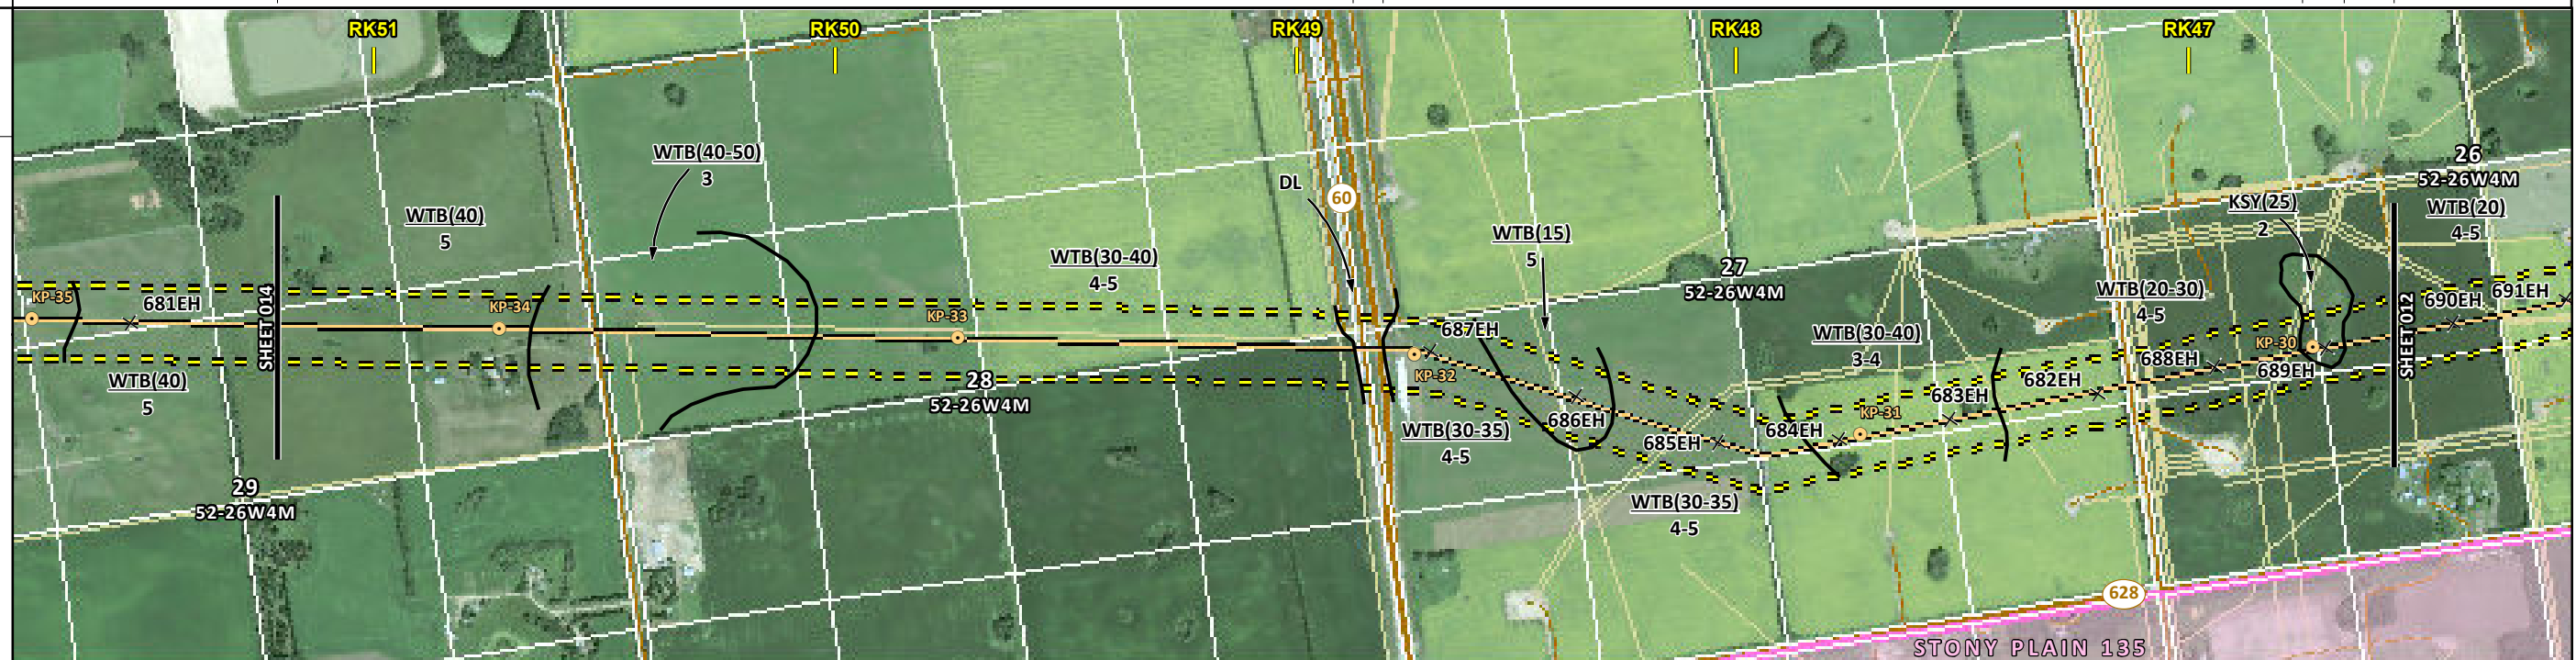 RK51
RK50
RK49
RK48
RK47
WTB(40-50)
3
DL
60
26
52-26W4M
WTB(20)
4-5
KSY(25)
2
WTB(40)
5
WTB(15)
5
WTB(30-40)
4-5
27
52-26W4M
WTB(20-30)
4-5
KP-35
681EH
SHEET 014
KP-34
KP-33
687EH
WTB(30-40)
3-4
688EH
KP-30
689EH
SHEET 012
690EH
691EH
WTB(40)
5
28
52-26W4M
KP-32
WTB(30-35)
4-5
686EH
685EH
684EH
KP-31
683EH
682EH
29
52-26W4M
WTB(30-35)
4-5
628
STONY PLAIN 135